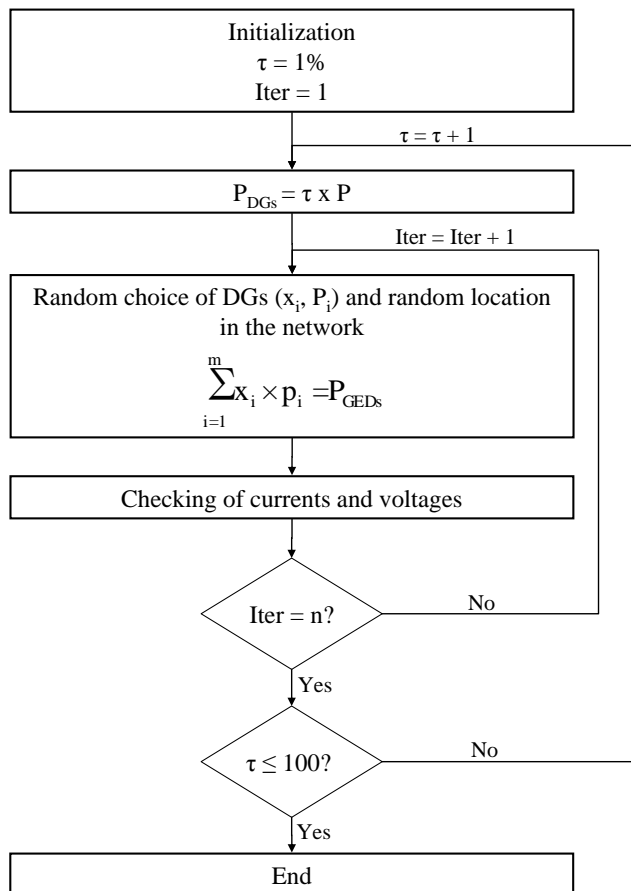 Initialization
τ = 1%
Iter = 1
τ = τ + 1
P_DGs = τ x P
Iter = Iter + 1
Random choice of DGs (x_i, P_i) and random location
in the network
∑_{i=1}^{m} x_i × p_i = P_GEDs
Checking of currents and voltages
Iter = n?
No
Yes
τ ≤ 100?
No
Yes
End